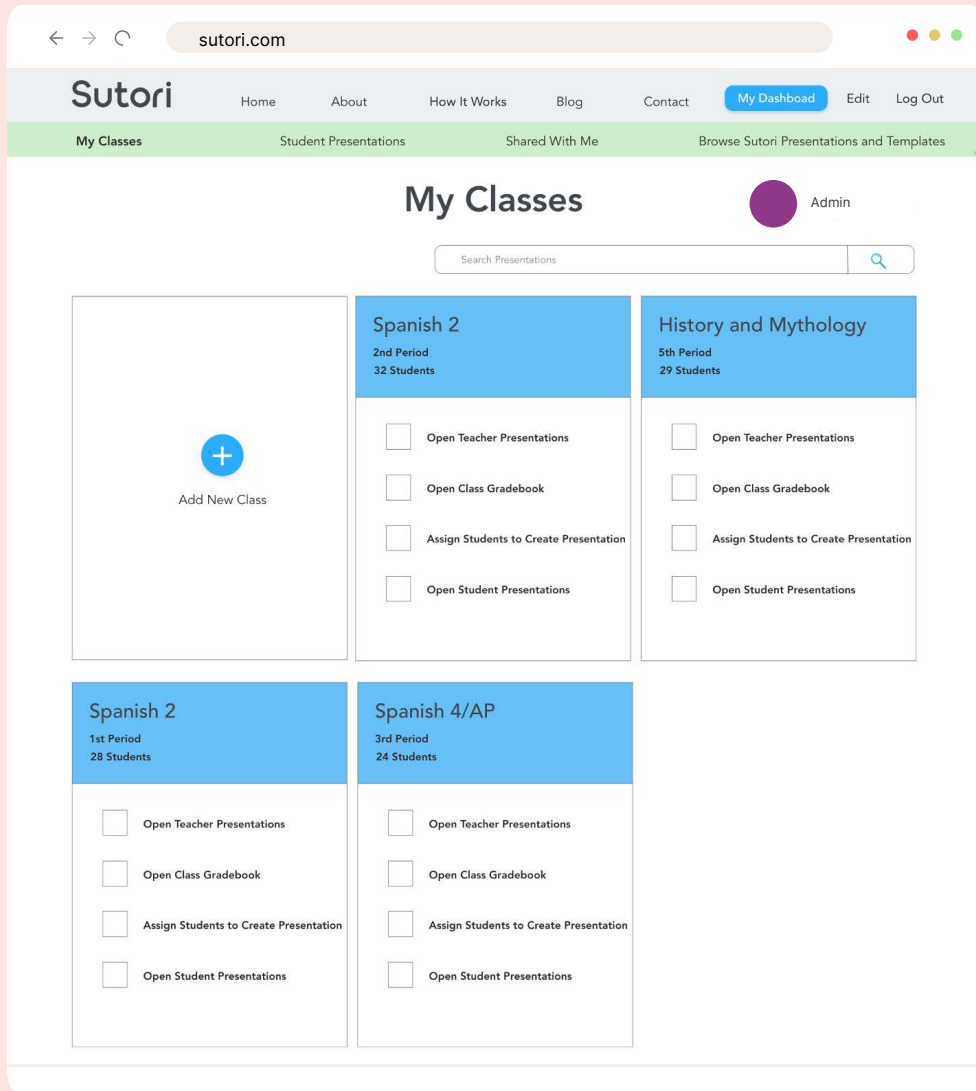 sutori.com
Sutori
Home About How It Works Blog Contact My Dashboad Edit Log Out
My Classes Student Presentations Shared With Me Browse Sutori Presentations and Templates
My Classes
Admin
Search Presentations
Add New Class
Spanish 2
2nd Period
32 Students
Open Teacher Presentations
Open Class Gradebook
Assign Students to Create Presentation
Open Student Presentations
History and Mythology
5th Period
29 Students
Open Teacher Presentations
Open Class Gradebook
Assign Students to Create Presentation
Open Student Presentations
Spanish 2
1st Period
28 Students
Open Teacher Presentations
Open Class Gradebook
Assign Students to Create Presentation
Open Student Presentations
Spanish 4/AP
3rd Period
24 Students
Open Teacher Presentations
Open Class Gradebook
Assign Students to Create Presentation
Open Student Presentations